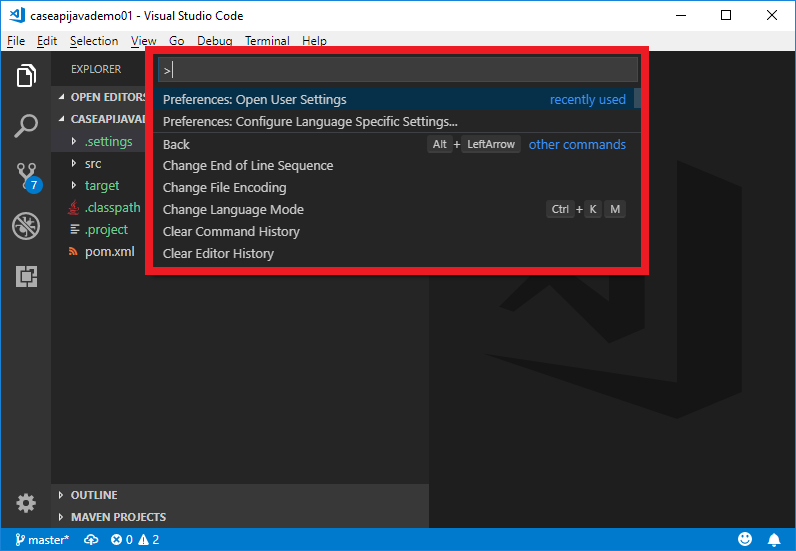 caseapijavademo01 - Visual Studio Code
File Edit Selection View Go Debug Terminal Help
EXPLORER
OPEN EDITORS
CASEAPIJAVAD
.settings
src
target
.classpath
.project
pom.xml
>
Preferences: Open User Settings recently used
Preferences: Configure Language Specific Settings...
Back Alt + LeftArrow other commands
Change End of Line Sequence
Change File Encoding
Change Language Mode Ctrl + K M
Clear Command History
Clear Editor History
7
OUTLINE
MAVEN PROJECTS
master* 0 2